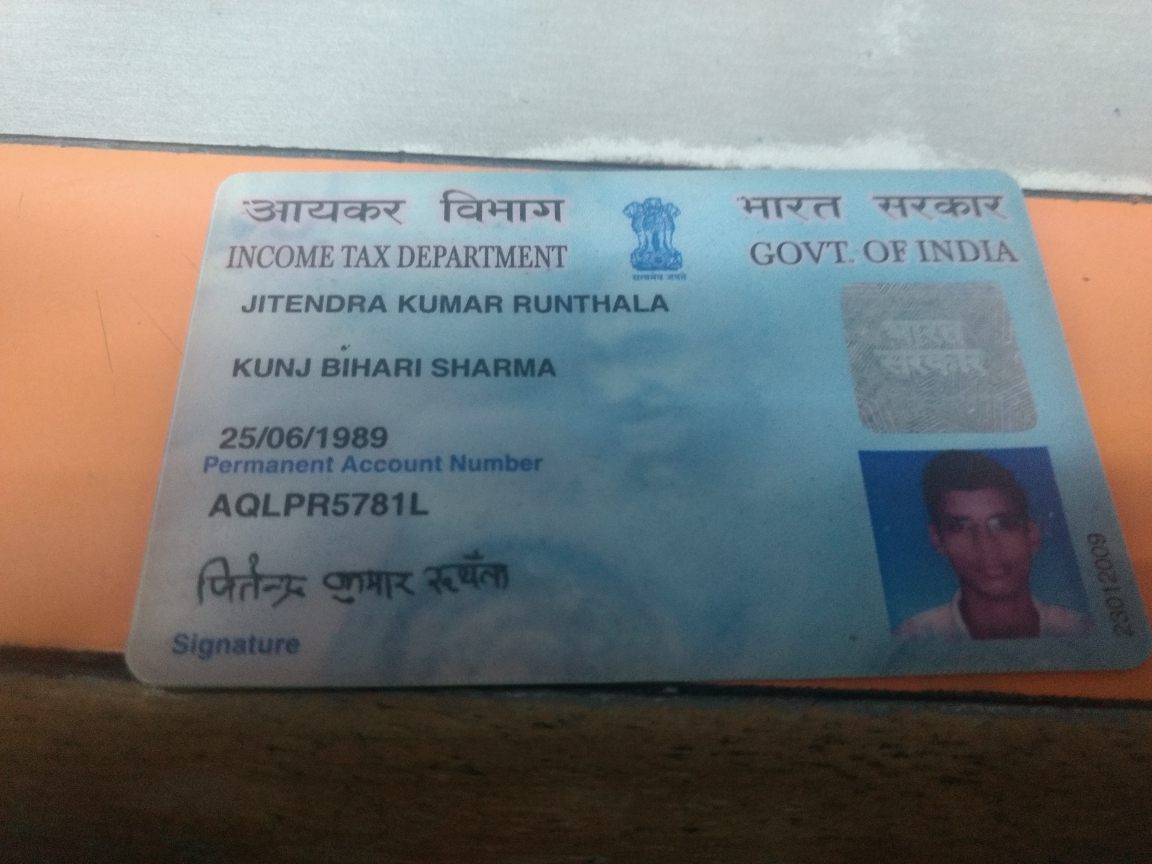 आयकर विभाग भारत सरकार
INCOME TAX DEPARTMENT GOVT. OF INDIA
सत्यमेव जयते
JITENDRA KUMAR RUNTHALA
भारत सरकार
KUNJ BIHARI SHARMA
25/06/1989
Permanent Account Number
AQLPR5781L
जितेन्द्र कुमार रूथँला
Signature
23012009